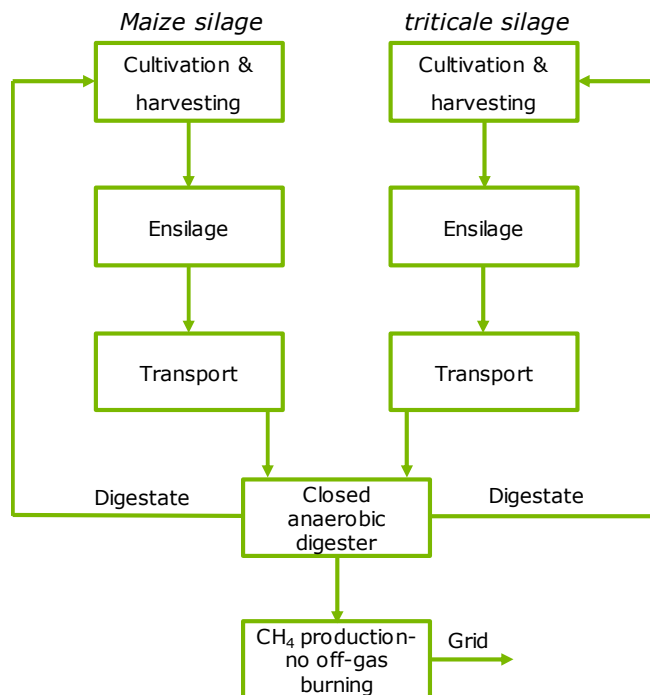 Maize silage
triticale silage
Cultivation &
harvesting
Cultivation &
harvesting
Ensilage
Ensilage
Transport
Transport
Digestate
Closed
anaerobic
digester
Digestate
CH₄ production-
no off-gas
burning
Grid